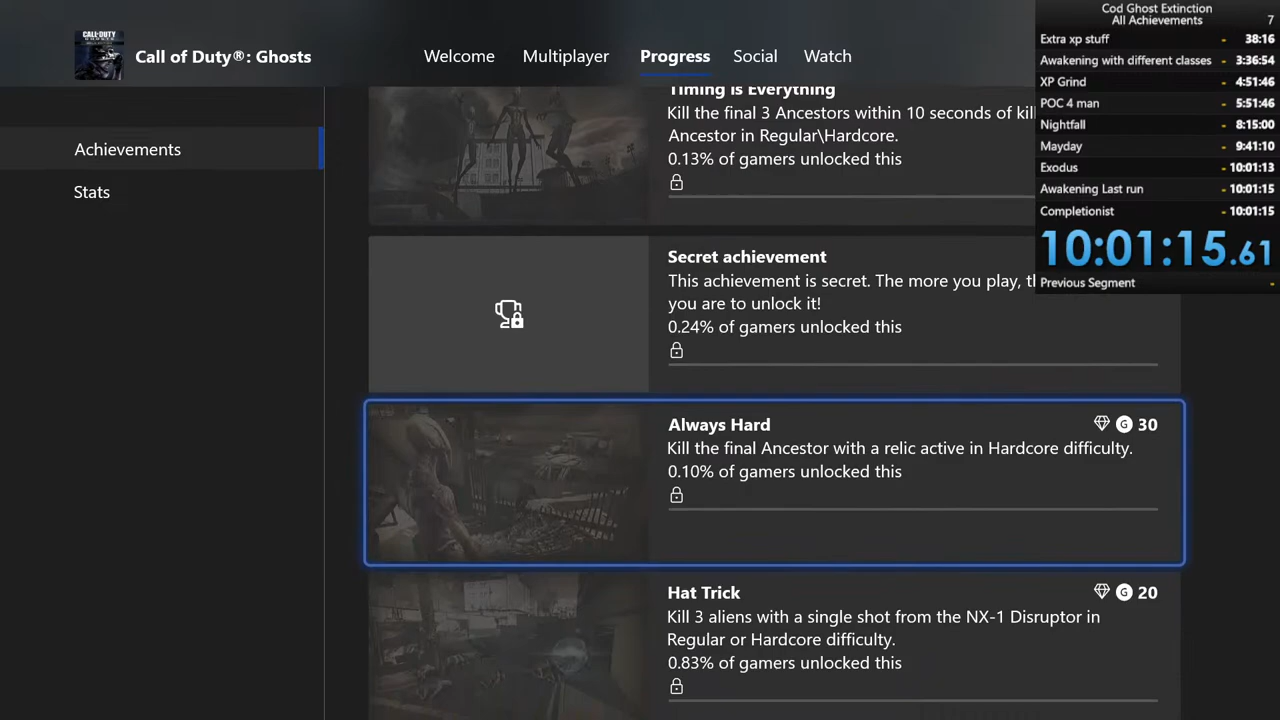 Call of Duty®: Ghosts
Welcome
Multiplayer
Progress
Social
Watch
Achievements
Stats
Timing is Everything
Kill the final 3 Ancestors within 10 seconds of kil
Ancestor in Regular\Hardcore.
0.13% of gamers unlocked this
Secret achievement
This achievement is secret. The more you play, th
you are to unlock it!
0.24% of gamers unlocked this
Always Hard
G 30
Kill the final Ancestor with a relic active in Hardcore difficulty.
0.10% of gamers unlocked this
Hat Trick
G 20
Kill 3 aliens with a single shot from the NX-1 Disruptor in
Regular or Hardcore difficulty.
0.83% of gamers unlocked this
Cod Ghost Extinction
All Achievements 7
Extra xp stuff - 38:16
Awakening with different classes - 3:36:54
XP Grind - 4:51:46
POC 4 man - 5:51:46
Nightfall - 8:15:00
Mayday - 9:41:10
Exodus - 10:01:13
Awakening Last run - 10:01:15
Completionist - 10:01:15
10:01:15.61
Previous Segment -